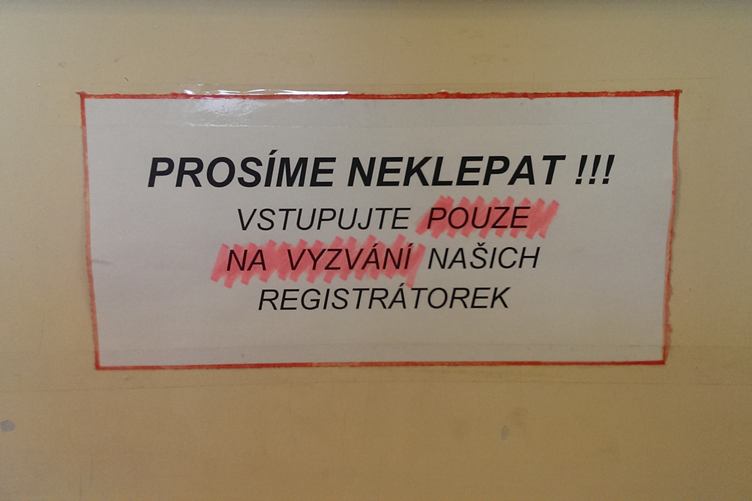 PROSÍME NEKLEPAT !!!
VSTUPUJTE POUZE
NA VYZVÁNÍ NAŠICH
REGISTRÁTOREK